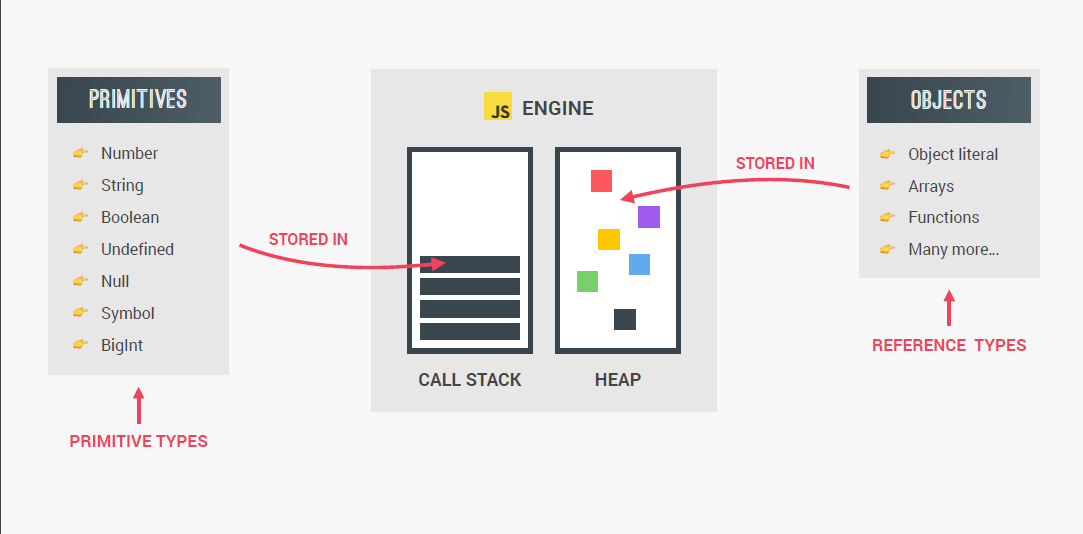 PRIMITIVES
Number
String
Boolean
Undefined
Null
Symbol
BigInt
PRIMITIVE TYPES
STORED IN
JS ENGINE
CALL STACK
HEAP
STORED IN
OBJECTS
Object literal
Arrays
Functions
Many more...
REFERENCE TYPES